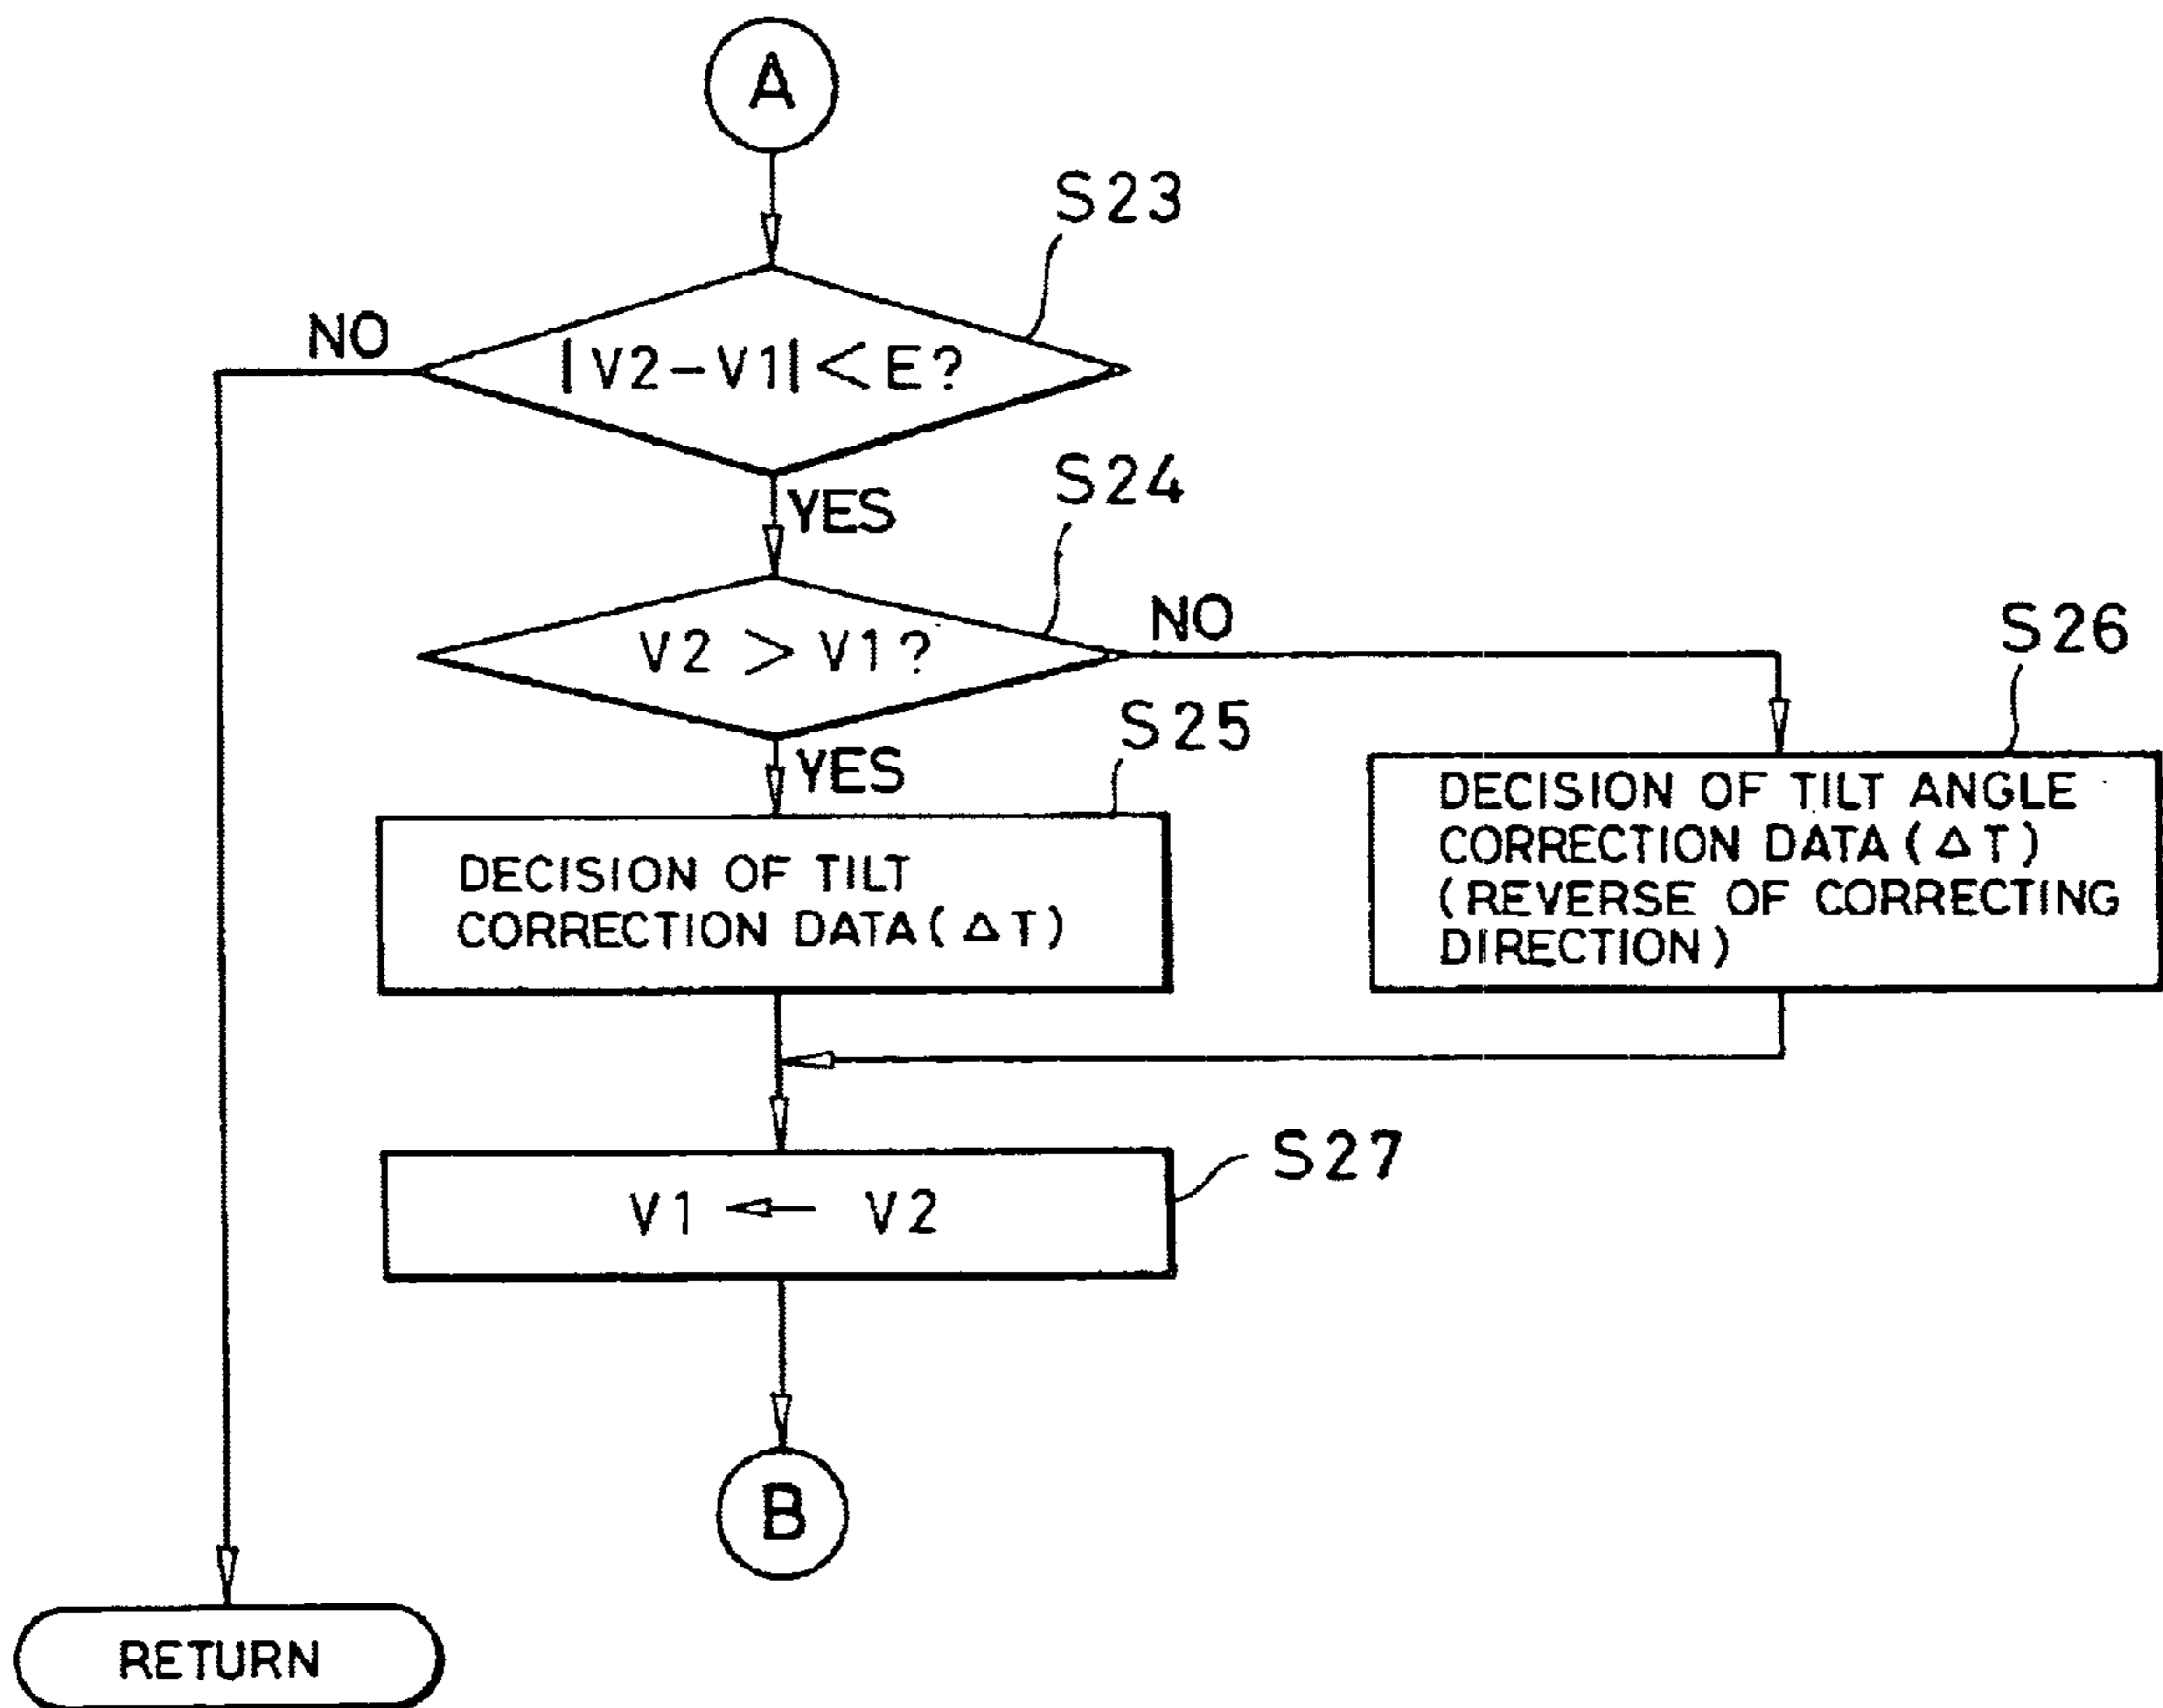 A
S23
NO
|V2-V1|<E?
YES
S24
NO
V2 > V1?
S26
S25
YES
DECISION OF TILT ANGLE
CORRECTION DATA (ΔT)
(REVERSE OF CORRECTING
DIRECTION)
DECISION OF TILT
CORRECTION DATA (ΔT)
S27
V1 ← V2
B
RETURN